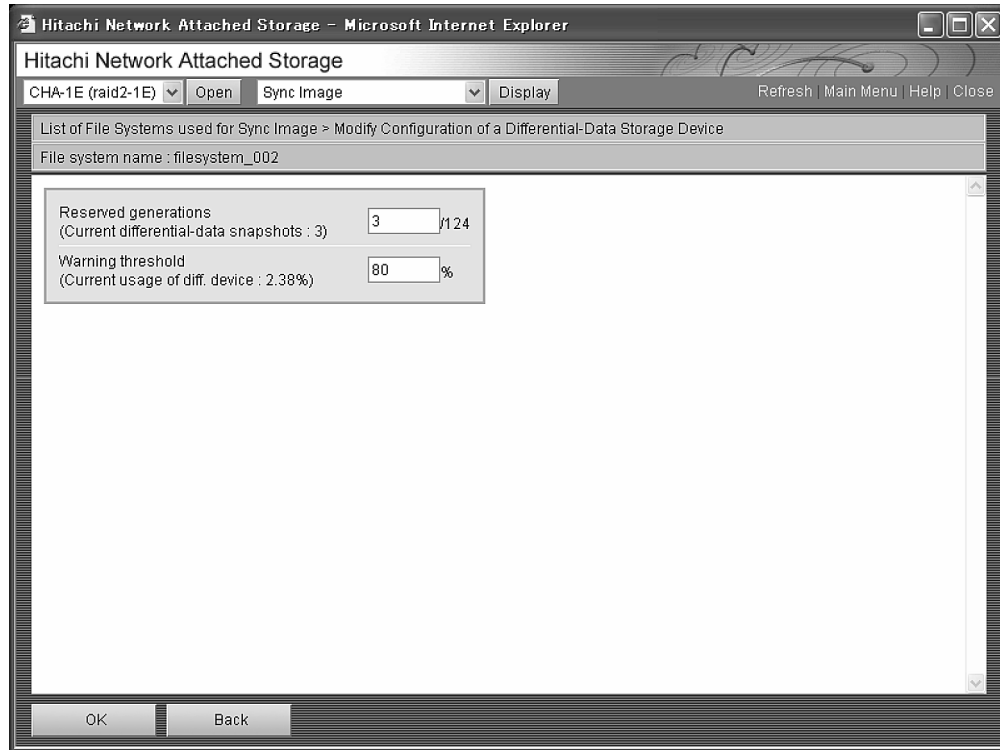 Hitachi Network Attached Storage - Microsoft Internet Explorer
Hitachi Network Attached Storage
CHA-1E (raid2-1E) Open Sync Image Display Refresh | Main Menu | Help | Close
List of File Systems used for Sync Image > Modify Configuration of a Differential-Data Storage Device
File system name : filesystem_002
Reserved generations
(Current differential-data snapshots : 3) 3 /124
Warning threshold
(Current usage of diff. device : 2.38%) 80 %
OK Back